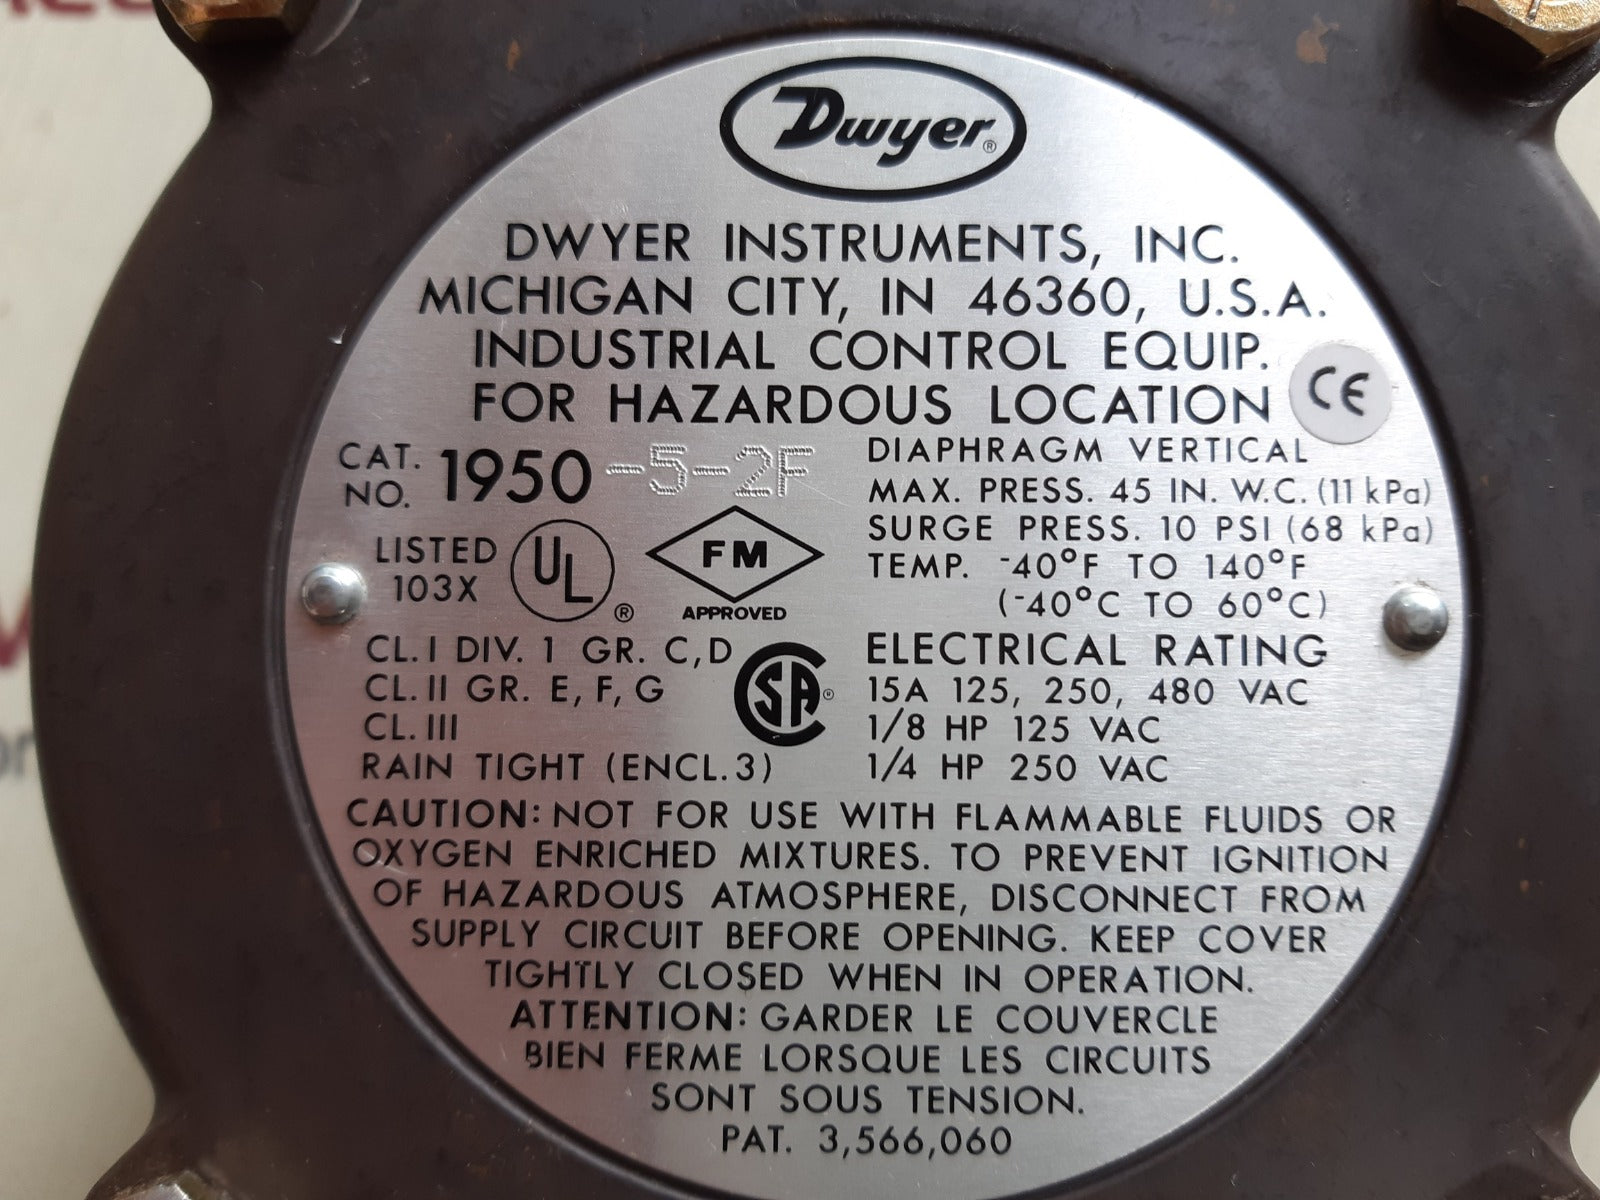 Dwyer®
DWYER INSTRUMENTS, INC.
MICHIGAN CITY, IN 46360, U.S.A.
INDUSTRIAL CONTROL EQUIP.
FOR HAZARDOUS LOCATION
CE
CAT. NO. 1950-5-2F
LISTED 103X
UL®
FM
APPROVED
CL. I DIV. 1 GR. C, D
CL. II GR. E, F, G
CL. III
RAIN TIGHT (ENCL. 3)
SA®
DIAPHRAGM VERTICAL
MAX. PRESS. 45 IN. W.C. (11 kPa)
SURGE PRESS. 10 PSI (68 kPa)
TEMP. -40°F TO 140°F
(-40°C TO 60°C)
ELECTRICAL RATING
15A 125, 250, 480 VAC
1/8 HP 125 VAC
1/4 HP 250 VAC
CAUTION: NOT FOR USE WITH FLAMMABLE FLUIDS OR
OXYGEN ENRICHED MIXTURES. TO PREVENT IGNITION
OF HAZARDOUS ATMOSPHERE, DISCONNECT FROM
SUPPLY CIRCUIT BEFORE OPENING. KEEP COVER
TIGHTLY CLOSED WHEN IN OPERATION.
ATTENTION: GARDER LE COUVERCLE
BIEN FERME LORSQUE LES CIRCUITS
SONT SOUS TENSION.
PAT. 3,566,060